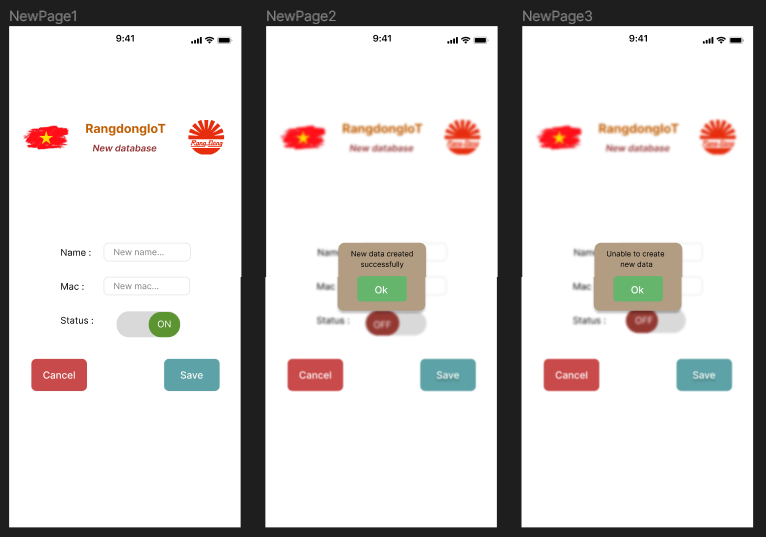 NewPage1
9:41
RangdongIoT
New database
Rang-Dong
Name :
New name...
Mac :
New mac...
Status :
ON
Cancel
Save
NewPage2
9:41
RangdongIoT
New database
Rang-Dong
Nam
New data created
successfully
Mac
Ok
Status :
OFF
Cancel
Save
NewPage3
9:41
RangdongIoT
New database
Rang-Dong
Nam
Unable to create
new data
Mac
Ok
Status :
OFF
Cancel
Save